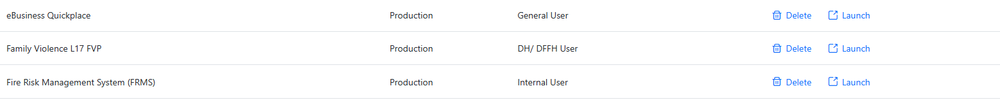 eBusiness Quickplace Production General User Delete Launch
Family Violence L17 FVP Production DH/ DFFH User Delete Launch
Fire Risk Management System (FRMS) Production Internal User Delete Launch